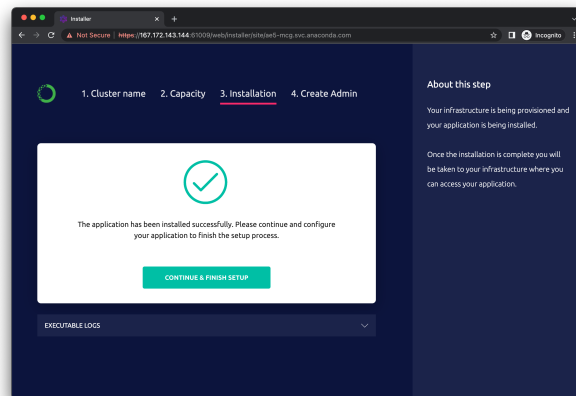 Installer
Not Secure | https://167.172.143.144:61009/web/installer/site/ae5-mcg.svc.anaconda.com
Incognito
1. Cluster name 2. Capacity 3. Installation 4. Create Admin
The application has been installed successfully. Please continue and configure
your application to finish the setup process.
CONTINUE & FINISH SETUP
EXECUTABLE LOGS
About this step
Your infrastructure is being provisioned and
your application is being installed.
Once the installation is complete you will
be taken to your infrastructure where you
can access your application.